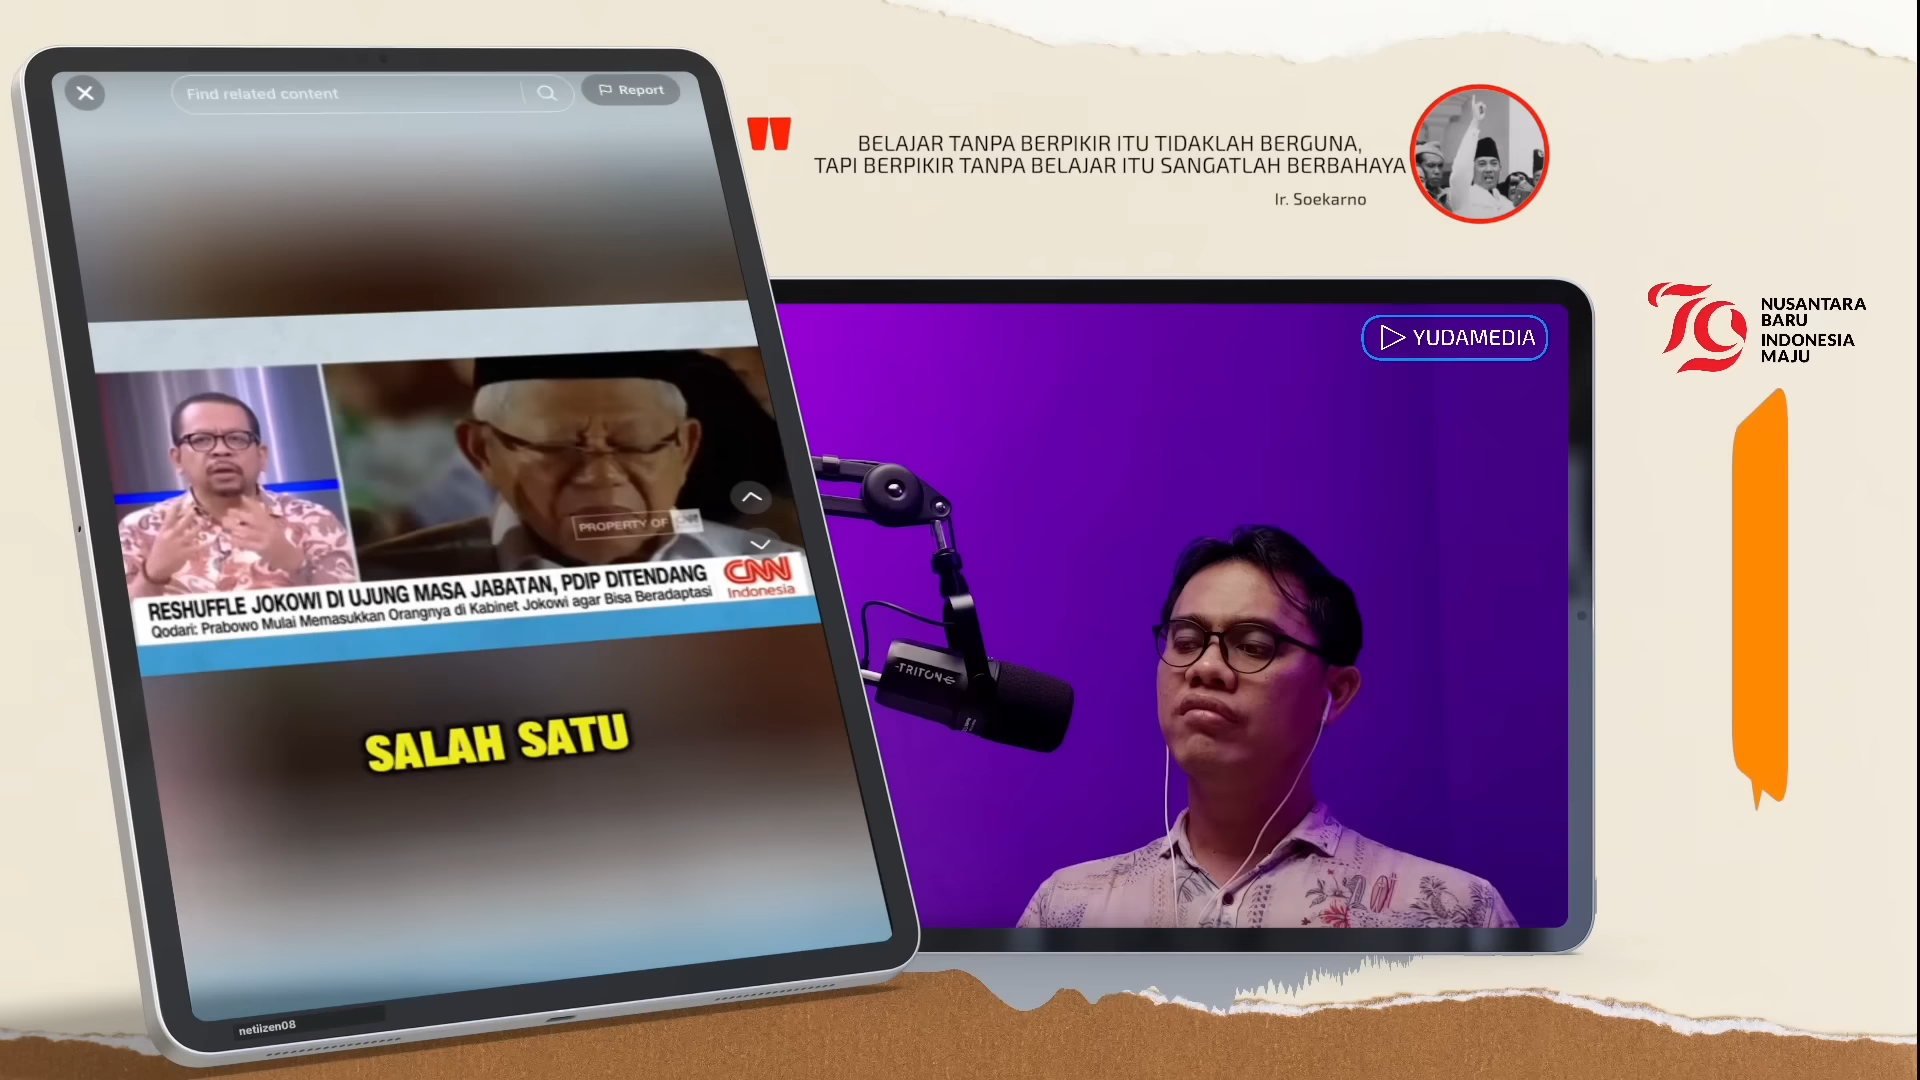 Find related content
Report
"
BELAJAR TANPA BERPIKIR ITU TIDAKLAH BERGUNA,
TAPI BERPIKIR TANPA BELAJAR ITU SANGATLAH BERBAHAYA
Ir. Soekarno
79
NUSANTARA
BARU
INDONESIA
MAJU
YUDAMEDIA
PROPERTY OF CNN
RESHUFFLE JOKOWI DI UJUNG MASA JABATAN, PDIP DITENDANG
Qodari: Prabowo Mulai Memasukkan Orangnya di Kabinet Jokowi agar Bisa Beradaptasi
CNN
Indonesia
TRITON
SALAH SATU
netiizen08